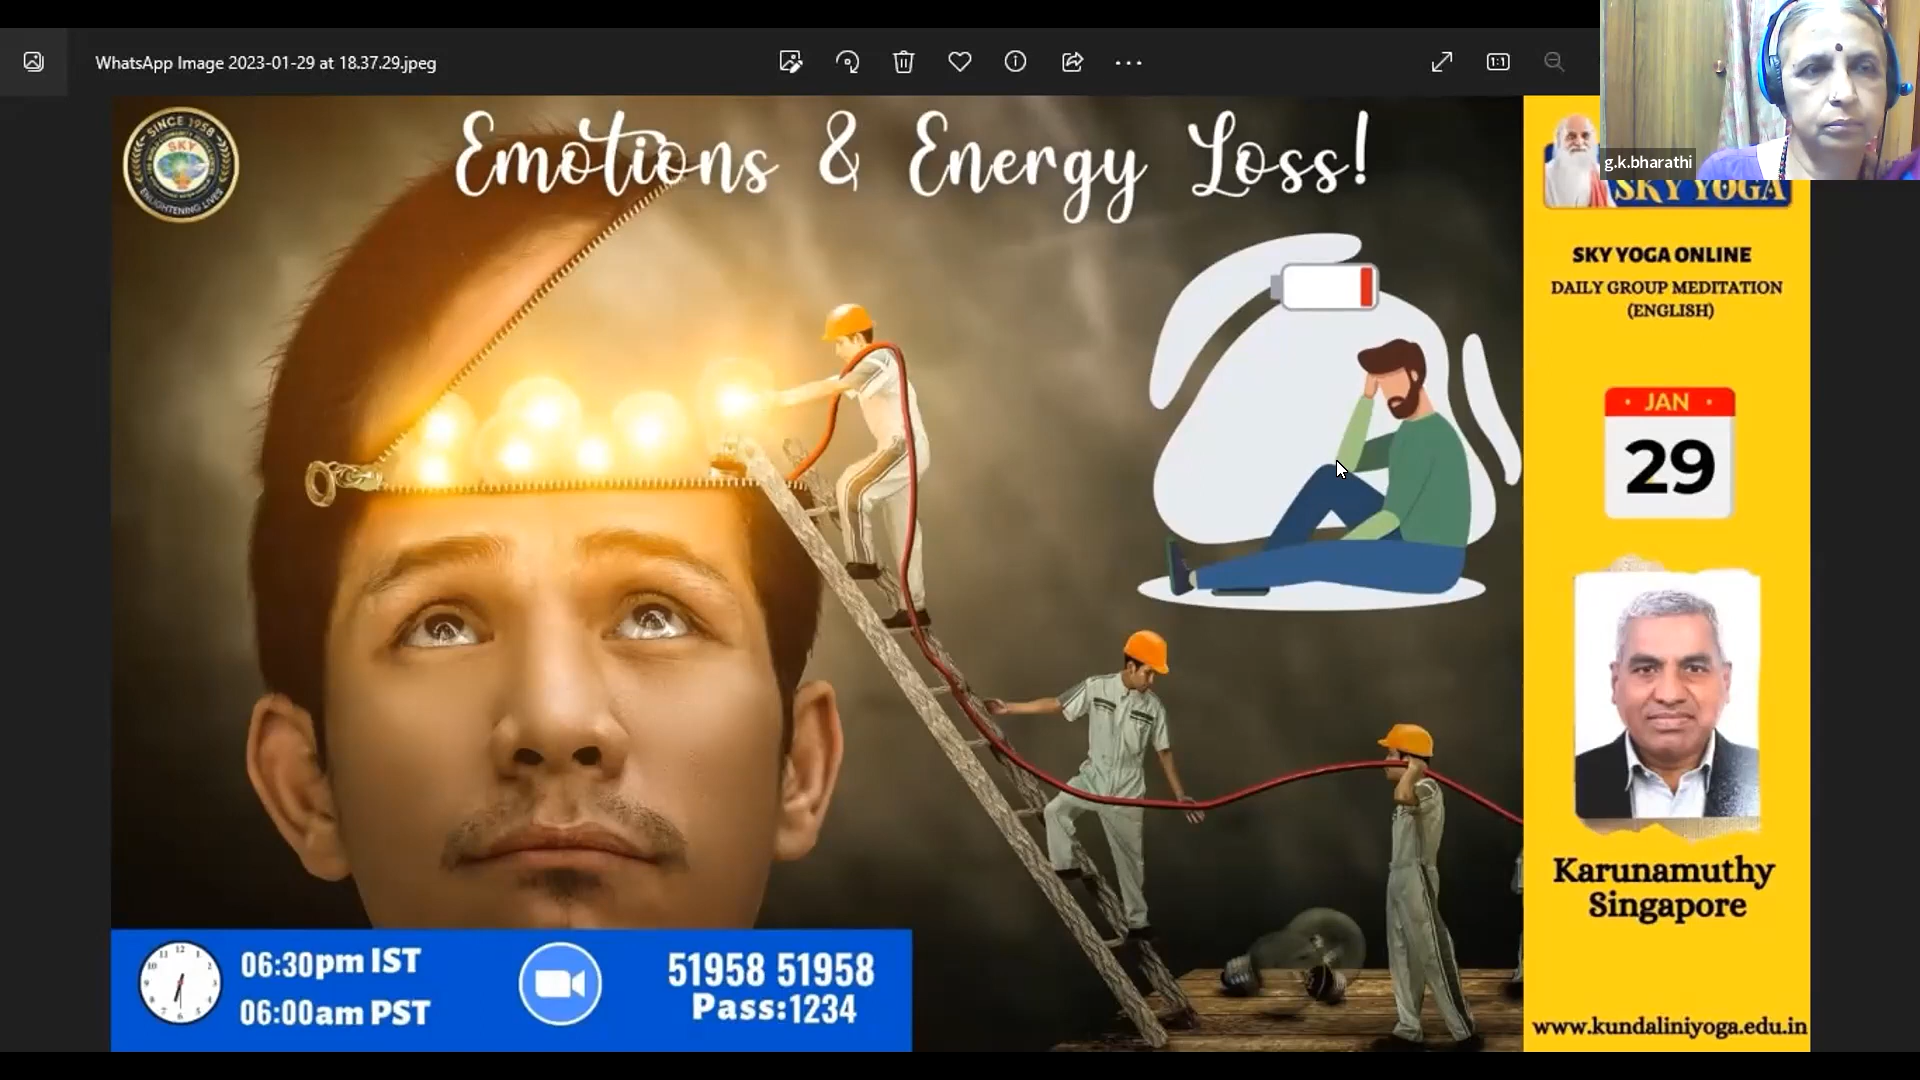 WhatsApp Image 2023-01-29 at 18.37.29.jpeg
1:1
g.k.bharathi
SINCE 1958
SKY
ENLIGHTENING LIVES
Emotions & Energy Loss!
SKY YOGA
SKY YOGA ONLINE
DAILY GROUP MEDITATION
(ENGLISH)
JAN
29
Karunamuthy
Singapore
www.kundaliniyoga.edu.in
06:30pm IST
06:00am PST
51958 51958
Pass:1234